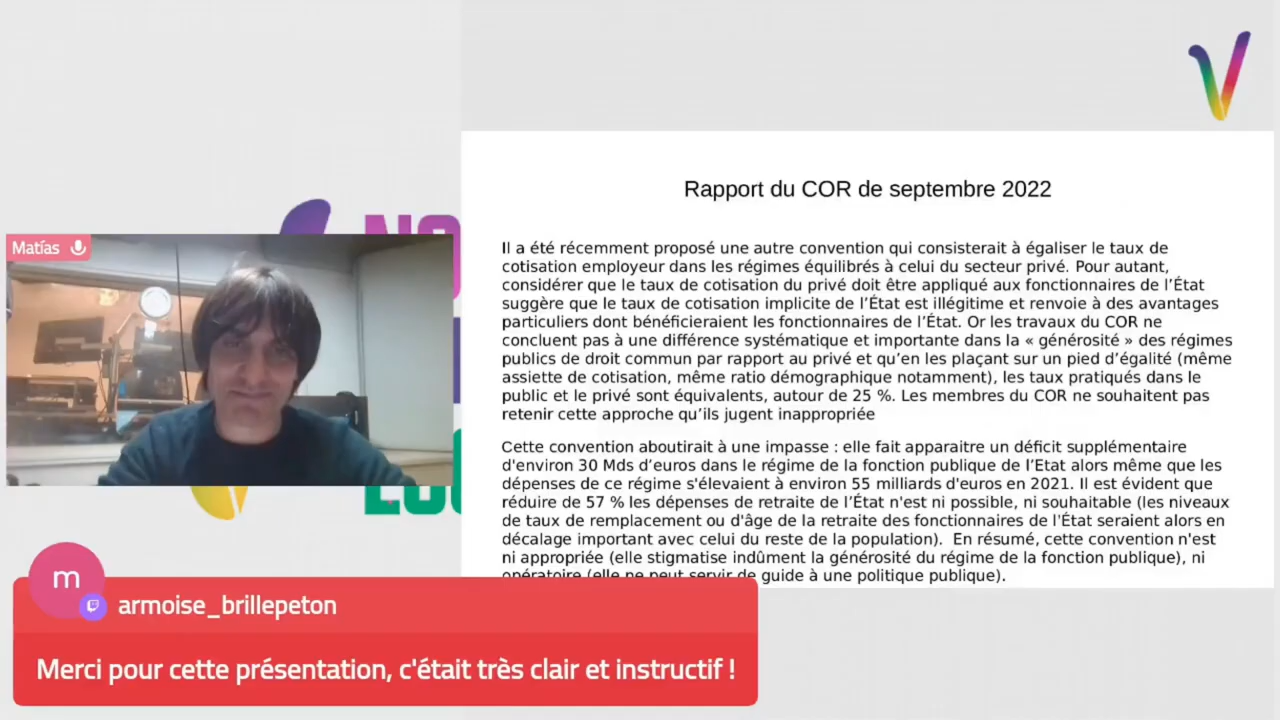 Rapport du COR de septembre 2022
Il a été récemment proposé une autre convention qui consisterait à égaliser le taux de
cotisation employeur dans les régimes équilibrés à celui du secteur privé. Pour autant,
considérer que le taux de cotisation du privé doit être appliqué aux fonctionnaires de l’État
suggère que le taux de cotisation implicite de l’État est illégitime et renvoie à des avantages
particuliers dont bénéficieraient les fonctionnaires de l’État. Or les travaux du COR ne
concluent pas à une différence systématique et importante dans la « générosité » des régimes
publics de droit commun par rapport au privé et qu’en les plaçant sur un pied d’égalité (même
assiette de cotisation, même ratio démographique notamment), les taux pratiqués dans le
public et le privé sont équivalents, autour de 25 %. Les membres du COR ne souhaitent pas
retenir cette approche qu’ils jugent inappropriée
Cette convention aboutirait à une impasse : elle fait apparaitre un déficit supplémentaire
d'environ 30 Mds d’euros dans le régime de la fonction publique de l’Etat alors même que les
dépenses de ce régime s'élevaient à environ 55 milliards d'euros en 2021. Il est évident que
réduire de 57 % les dépenses de retraite de l’État n'est ni possible, ni souhaitable (les niveaux
de taux de remplacement ou d'âge de la retraite des fonctionnaires de l'État seraient alors en
décalage important avec celui du reste de la population). En résumé, cette convention n'est
ni appropriée (elle stigmatise indûment la générosité du régime de la fonction publique), ni
opératoire (elle ne peut servir de guide à une politique publique).
NO
Matías
m
armoise_brillepeton
Merci pour cette présentation, c'était très clair et instructif !